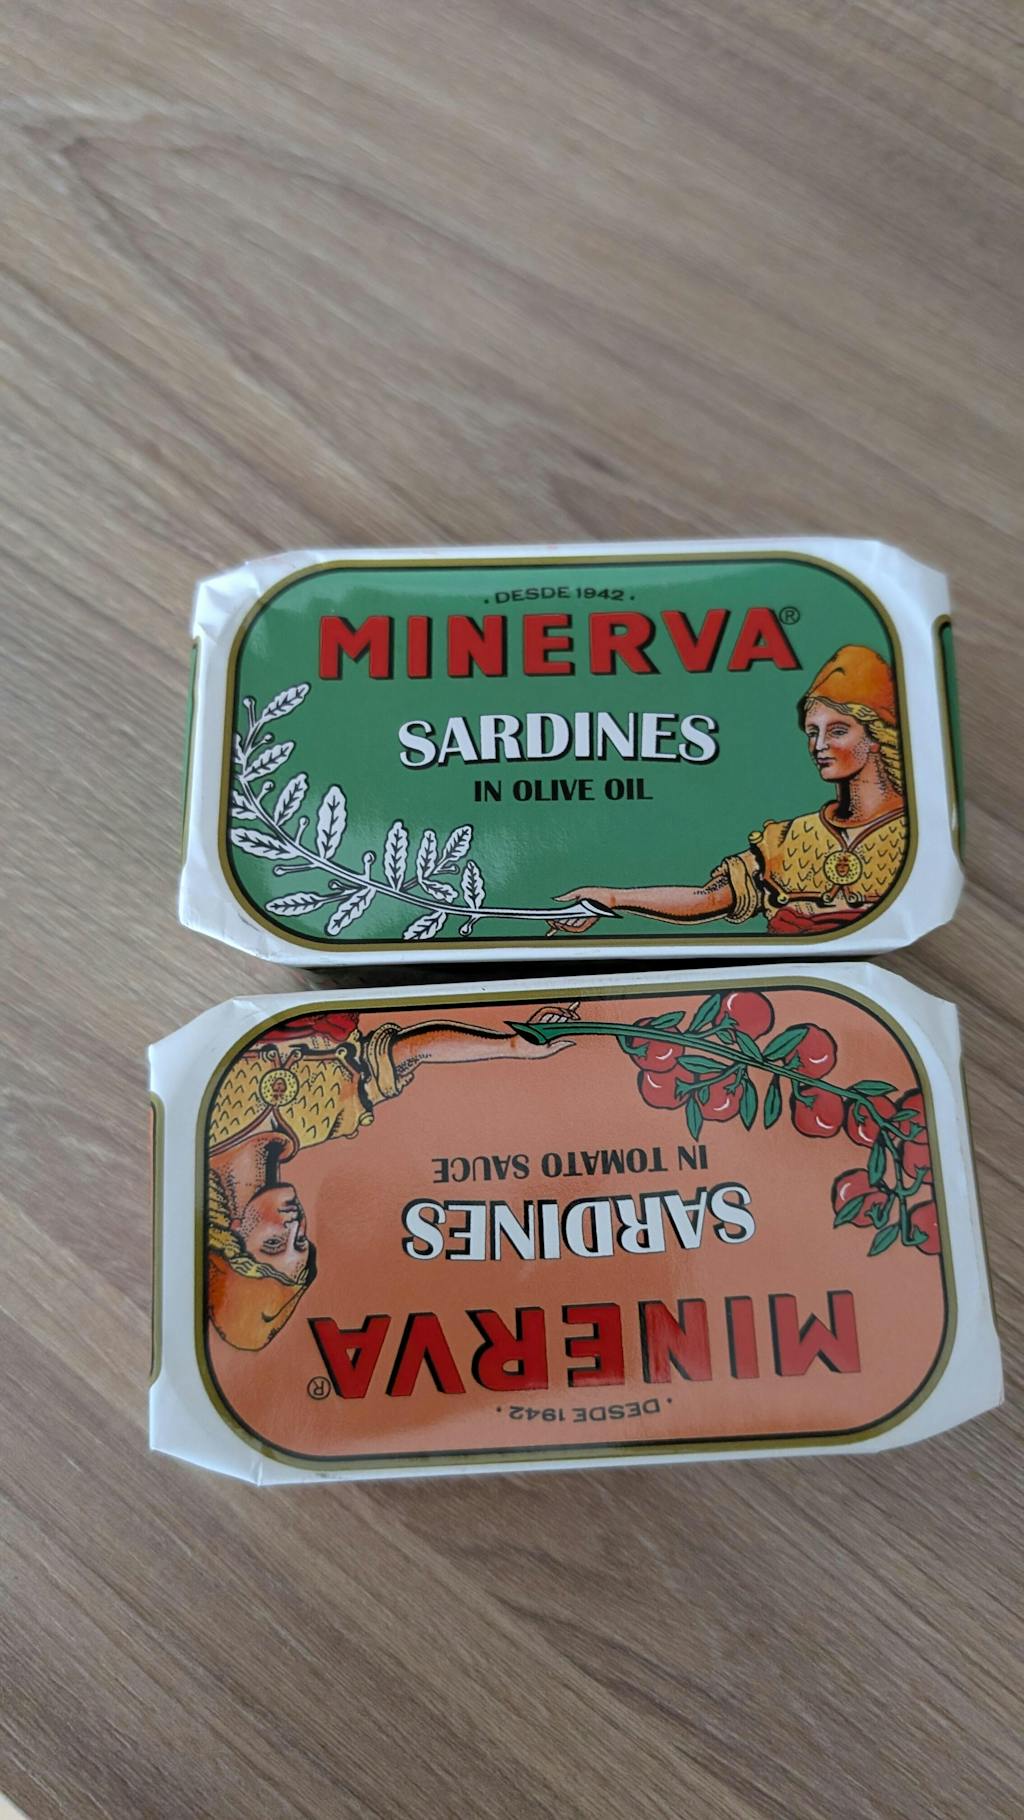 . DESDE 1942 .
MINERVA®
SARDINES
IN OLIVE OIL
. DESDE 1942 .
MINERVA®
SARDINES
IN TOMATO SAUCE